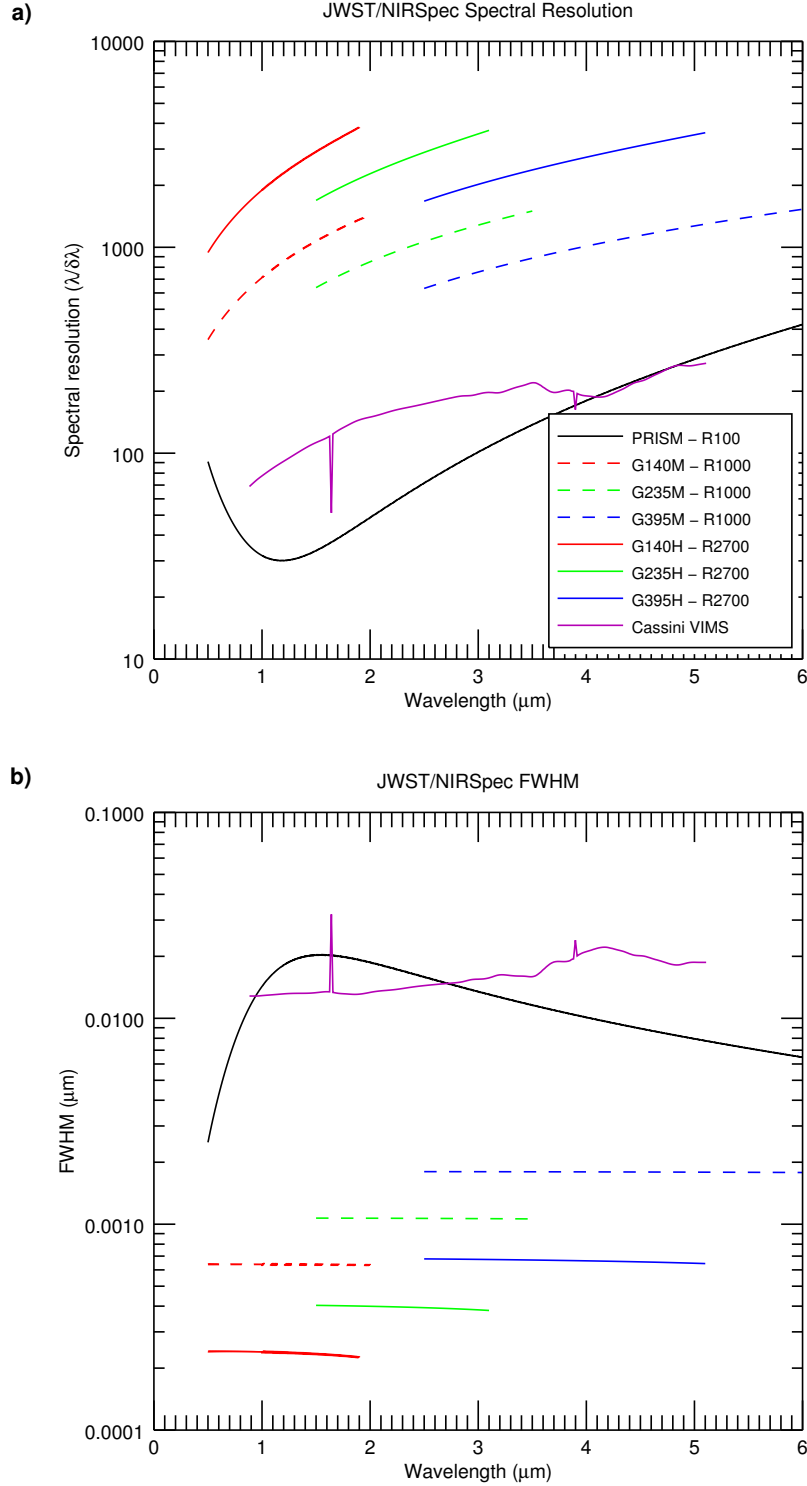 a)
JWST/NIRSpec Spectral Resolution
10000
1000
100
10
Spectral resolution (λ/δλ)
PRISM − R100
G140M − R1000
G235M − R1000
G395M − R1000
G140H − R2700
G235H − R2700
G395H − R2700
Cassini VIMS
0 1 2 3 4 5 6
Wavelength (μm)
b)
JWST/NIRSpec FWHM
0.1000
0.0100
0.0010
0.0001
FWHM (μm)
0 1 2 3 4 5 6
Wavelength (μm)